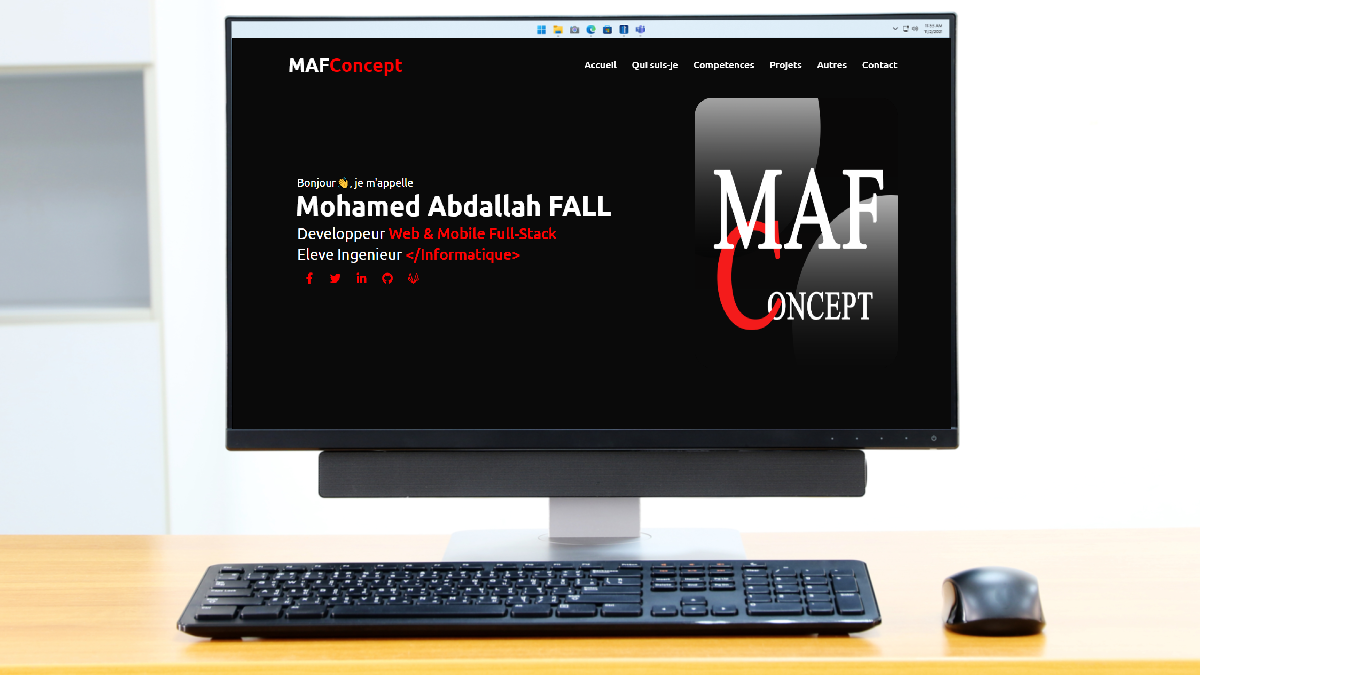 MAFConcept
Accueil Qui suis-je Competences Projets Autres Contact
Bonjour 👋, je m'appelle
Mohamed Abdallah FALL
Developpeur Web & Mobile Full-Stack
Eleve Ingenieur </Informatique>
MAF
CONCEPT